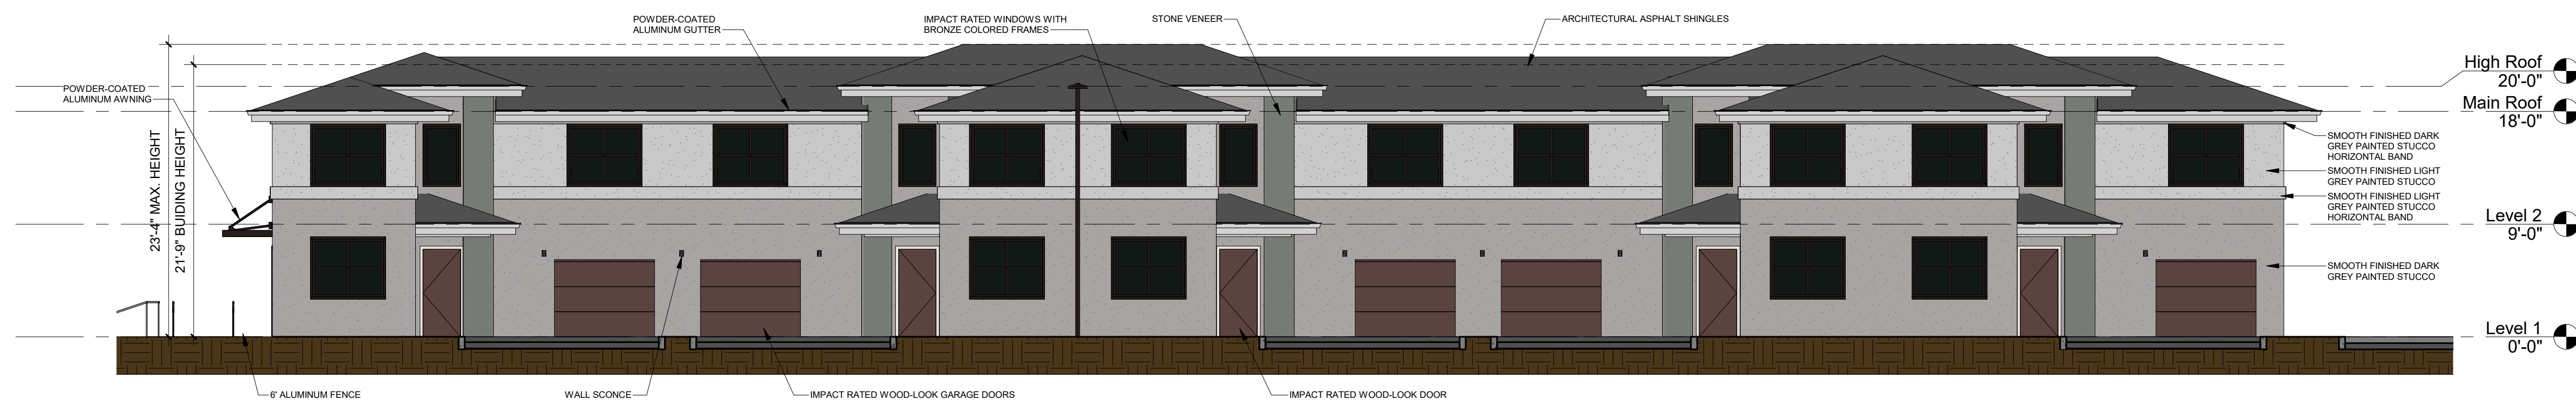 POWDER-COATED
ALUMINUM GUTTER
IMPACT RATED WINDOWS WITH
BRONZE COLORED FRAMES
STONE VENEER
ARCHITECTURAL ASPHALT SHINGLES
POWDER-COATED
ALUMINUM AWNING
23'-4" MAX. HEIGHT
21'-9" BUIDING HEIGHT
High Roof
20'-0"
Main Roof
18'-0"
SMOOTH FINISHED DARK
GREY PAINTED STUCCO
HORIZONTAL BAND
SMOOTH FINISHED LIGHT
GREY PAINTED STUCCO
SMOOTH FINISHED LIGHT
GREY PAINTED STUCCO
HORIZONTAL BAND
Level 2
9'-0"
SMOOTH FINISHED DARK
GREY PAINTED STUCCO
Level 1
0'-0"
6' ALUMINUM FENCE
WALL SCONCE
IMPACT RATED WOOD-LOOK GARAGE DOORS
IMPACT RATED WOOD-LOOK DOOR